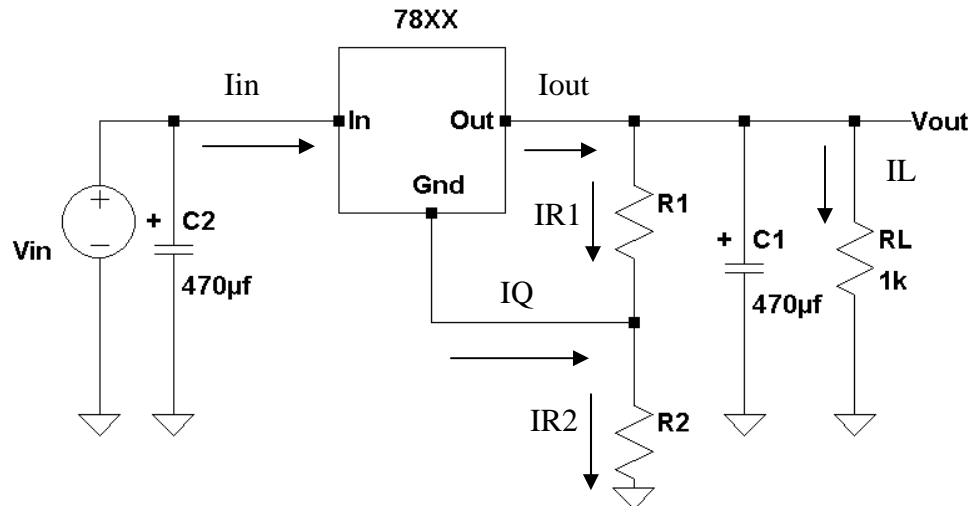 78XX
Iin
Iout
In
Out
Vout
Gnd
IL
+
Vin
+
C2
470µf
IR1
R1
+
C1
470µf
RL
1k
IQ
IR2
R2